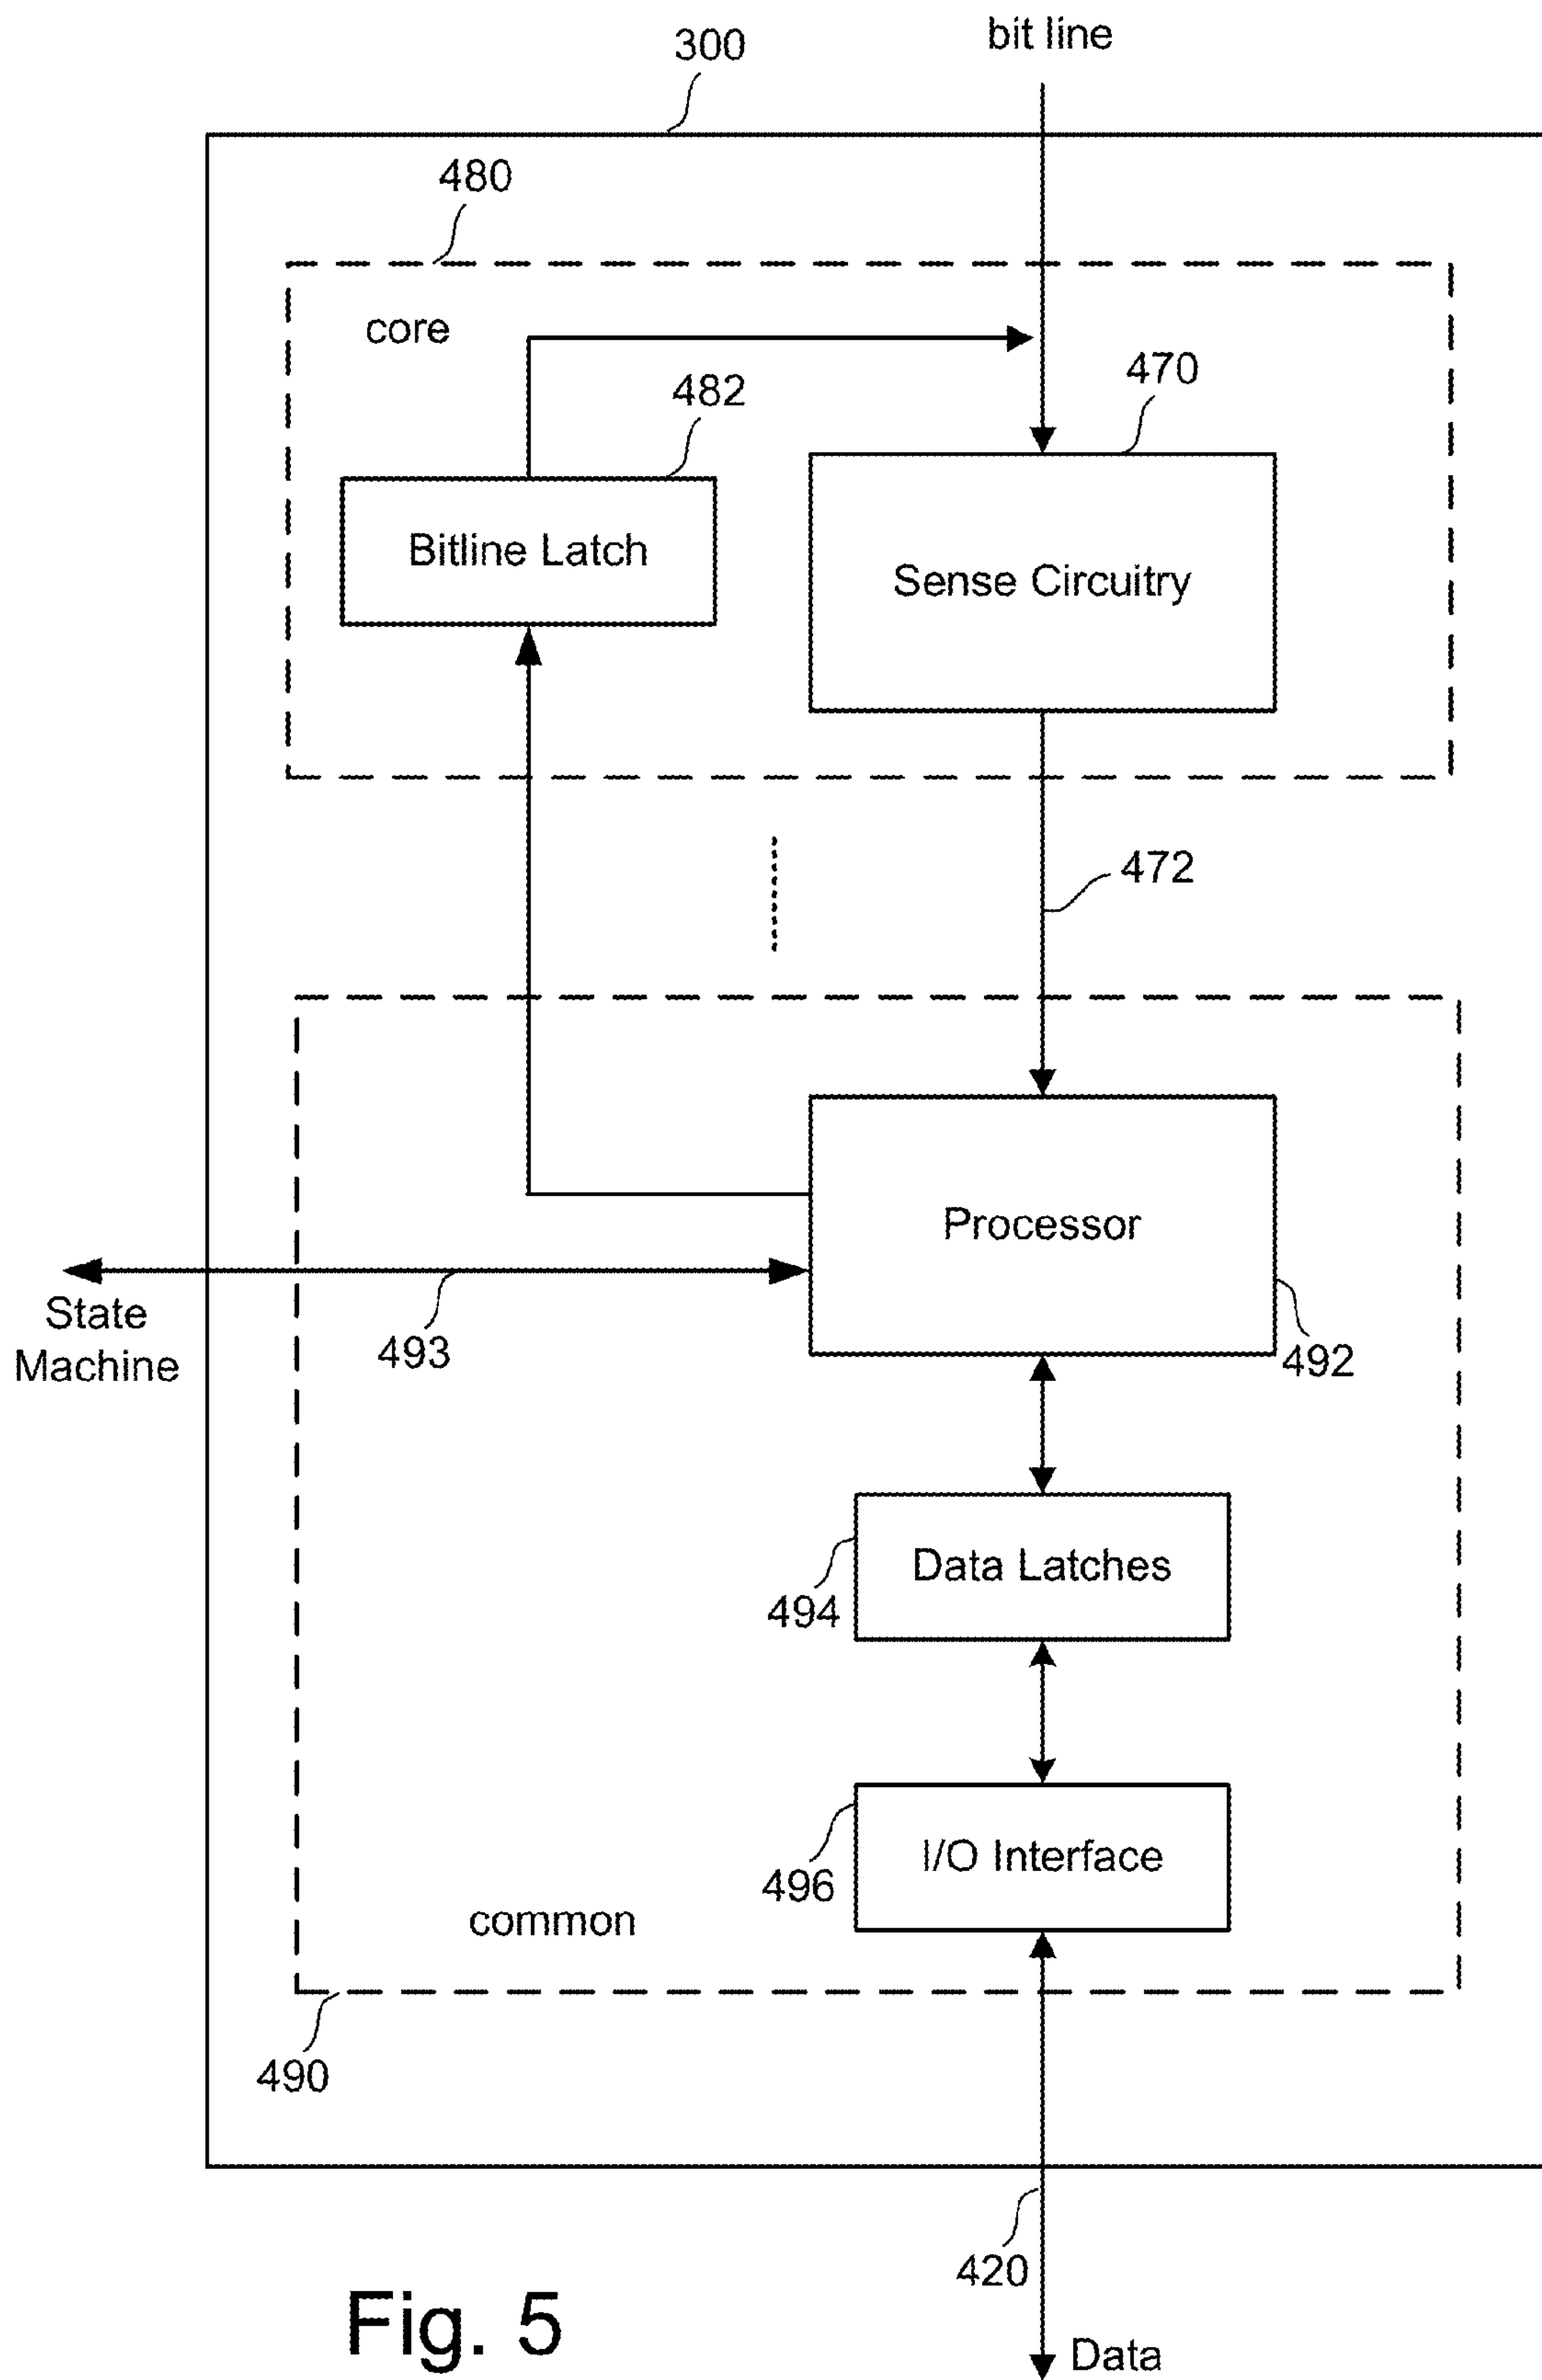 300
bit line
480
core
470
482
Bitline Latch
Sense Circuitry
472
Processor
State
Machine
493
492
Data Latches
494
I/O Interface
496
common
490
420
Fig. 5
Data